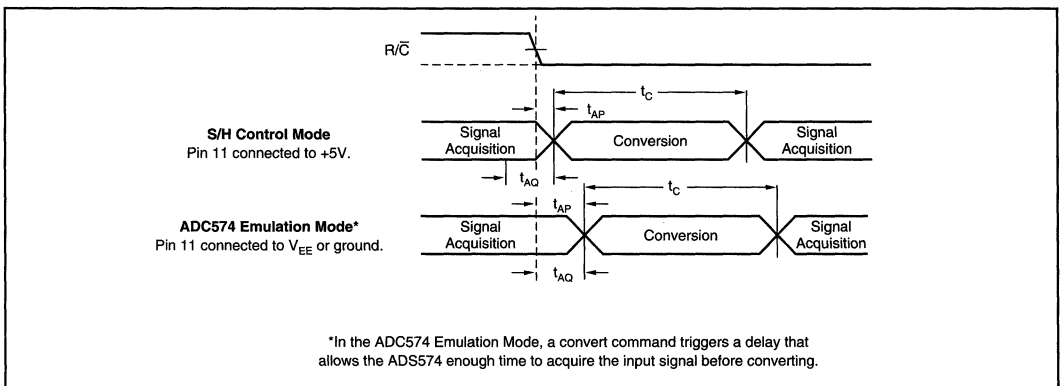 R/C̅
t_C
t_AP
S/H Control Mode
Pin 11 connected to +5V.
Signal
Acquisition
Conversion
Signal
Acquisition
t_AQ
t_C
t_AP
ADC574 Emulation Mode*
Pin 11 connected to V_EE or ground.
Signal
Acquisition
Conversion
Signal
Acquisition
t_AQ
*In the ADC574 Emulation Mode, a convert command triggers a delay that
allows the ADS574 enough time to acquire the input signal before converting.